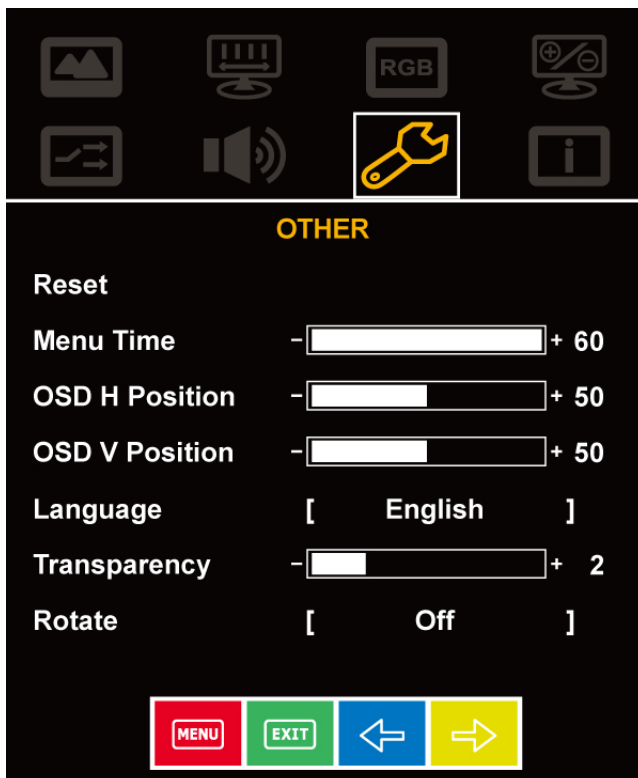 RGB
OTHER
Reset
Menu Time - + 60
OSD H Position - + 50
OSD V Position - + 50
Language [ English ]
Transparency - + 2
Rotate [ Off ]
MENU EXIT